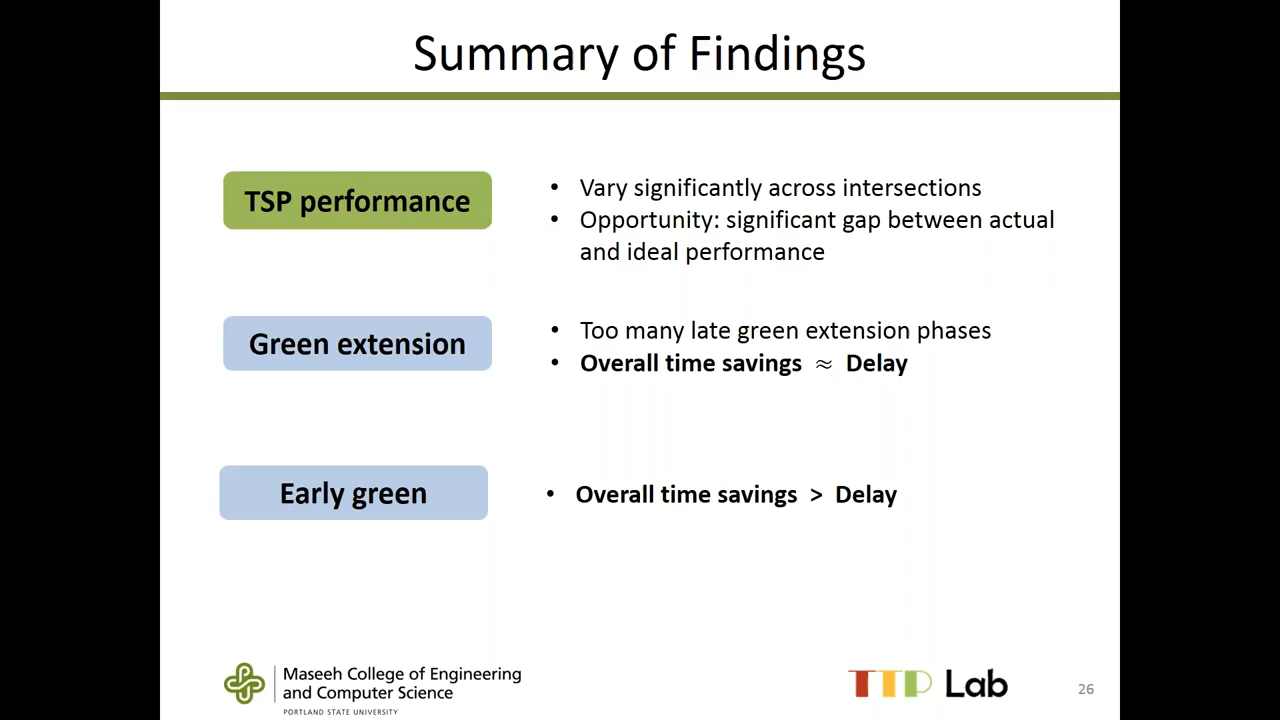 Summary of Findings
TSP performance
• Vary significantly across intersections
• Opportunity: significant gap between actual
and ideal performance
Green extension
• Too many late green extension phases
• Overall time savings ≈ Delay
Early green
• Overall time savings > Delay
Maseeh College of Engineering
and Computer Science
PORTLAND STATE UNIVERSITY
TTP Lab
26